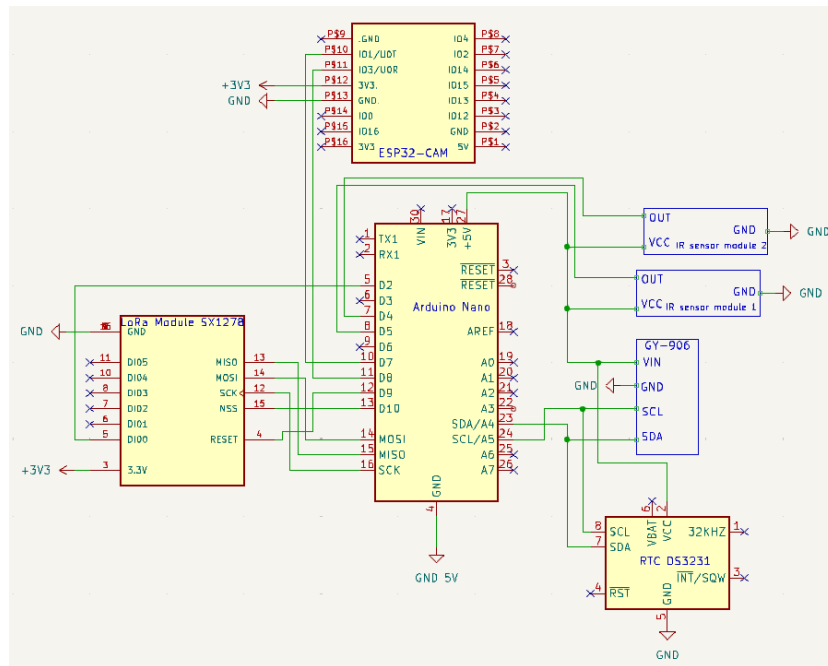 P$9 .GND IO4 P$8
P$10 IO1/UOT IO2 P$7
P$11 IO3/UOR IO14 P$6
+3V3 P$12 3V3. IO15 P$5
GND P$13 GND. IO13 P$4
P$14 IO0 IO12 P$3
P$15 IO16 GND P$2
P$16 3V3 5V P$1
ESP32-CAM
30 VIN
17 3V3
27 +5V
1 TX1
2 RX1
5 D2
6 D3
7 D4
8 D5
9 D6
10 D7
11 D8
12 D9
13 D10
14 MOSI
15 MISO
16 SCK
Arduino Nano
RESET 3
RESET 28
AREF 18
A0 19
A1 20
A2 21
A3 22
SDA/A4 23
SCL/A5 24
A6 25
A7 26
GND
4
GND 5V
OUT
GND GND
VCC IR sensor module 2
OUT
GND GND
VCC IR sensor module 1
GY-906
VIN
GND GND
SCL
SDA
LoRa Module SX1278
GND GND
11 DIO5 MISO 13
10 DIO4 MOSI 14
8 DIO3 SCK 12
7 DIO2 NSS 15
6 DIO1
5 DIO0 RESET 4
+3V3 3 3.3V
6 VBAT
2 VCC
8 SCL 32KHZ 1
7 SDA
RTC DS3231
INT/SQW 3
4 RST
GND
5
GND